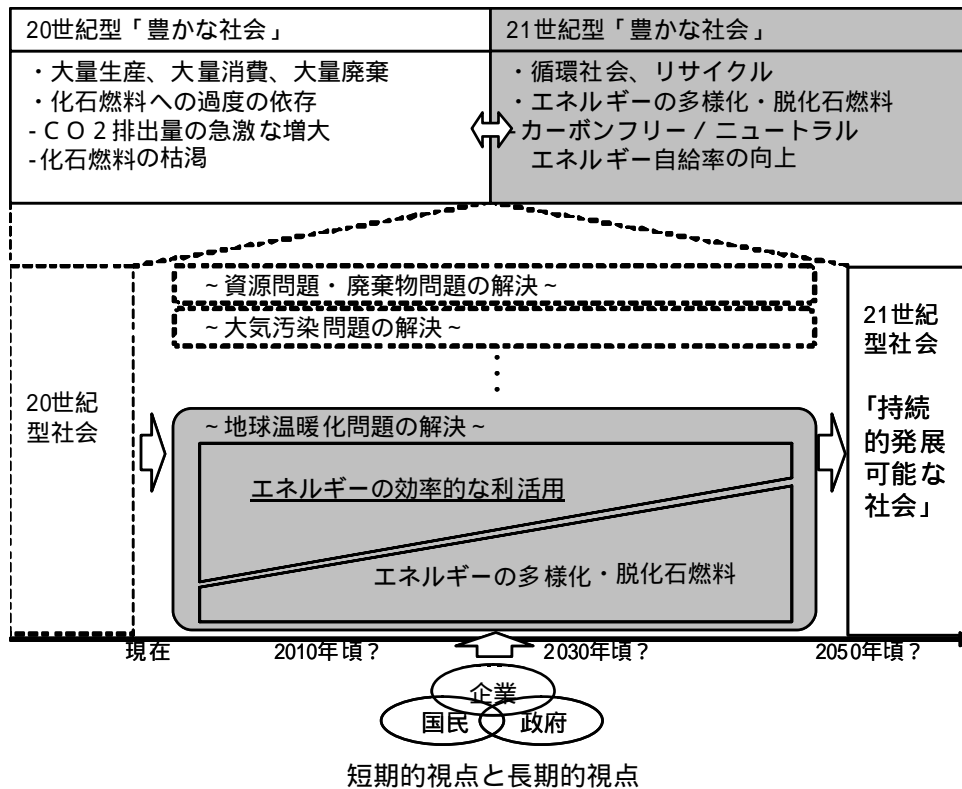 20世紀型「豊かな社会」
・大量生産、大量消費、大量廃棄
・化石燃料への過度の依存
-ＣＯ２排出量の急激な増大
-化石燃料の枯渇
21世紀型「豊かな社会」
・循環社会、リサイクル
・エネルギーの多様化・脱化石燃料
-カーボンフリー/ニュートラル
エネルギー自給率の向上
~資源問題・廃棄物問題の解決~
~大気汚染問題の解決~
20世紀
型社会
~地球温暖化問題の解決~
エネルギーの効率的な利活用
エネルギーの多様化・脱化石燃料
21世紀
型社会
「持続
的発展
可能な
社会」
現在 2010年頃？ 2030年頃？ 2050年頃？
企業
国民 政府
短期的視点と長期的視点